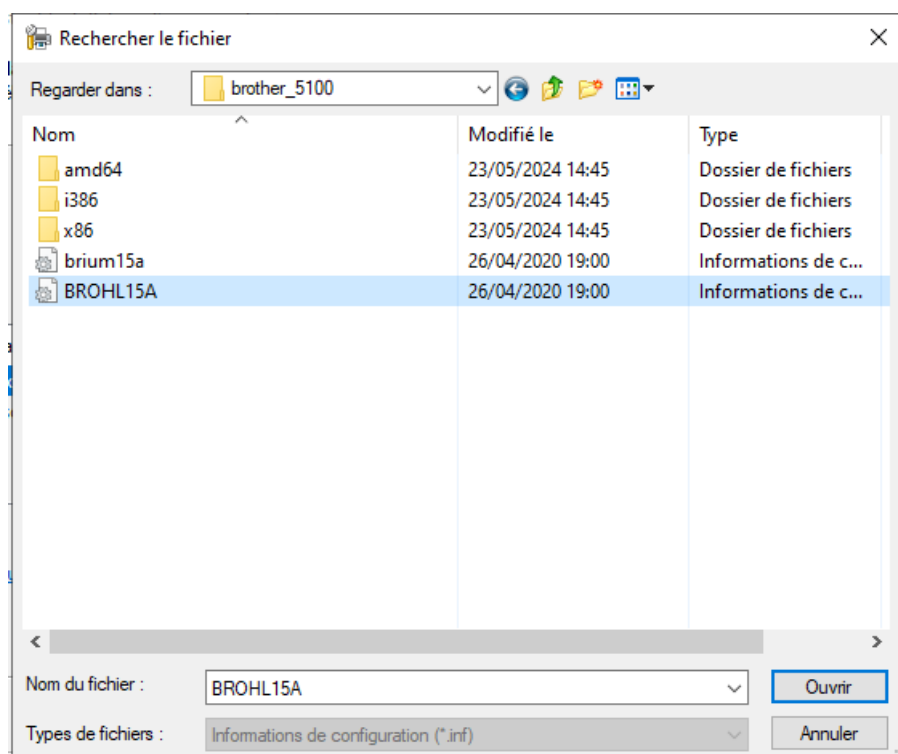 Rechercher le fichier
Regarder dans : brother_5100
Nom Modifié le Type
amd64 23/05/2024 14:45 Dossier de fichiers
i386 23/05/2024 14:45 Dossier de fichiers
x86 23/05/2024 14:45 Dossier de fichiers
brium15a 26/04/2020 19:00 Informations de c...
BROHL15A 26/04/2020 19:00 Informations de c...
Nom du fichier : BROHL15A Ouvrir
Types de fichiers : Informations de configuration (*.inf) Annuler